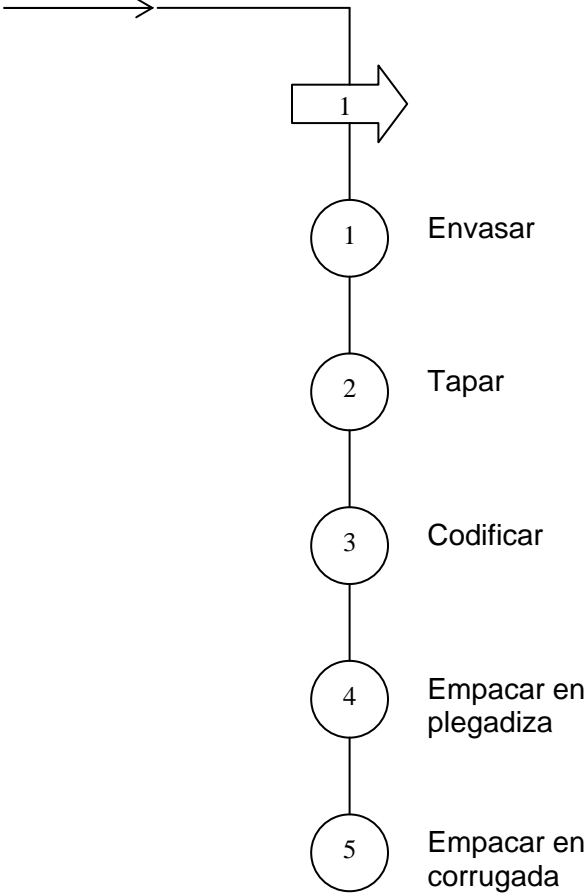 1
1 Envasar
2 Tapar
3 Codificar
4 Empacar en
plegadiza
5 Empacar en
corrugada